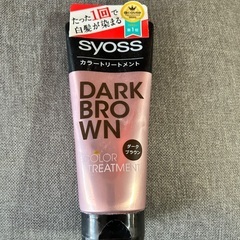 たった1回で
白髪が染まる
syoss
カラートリートメント
DARK
BRO
WN
COLOR
TREATMENT
ダーク
ブラウン